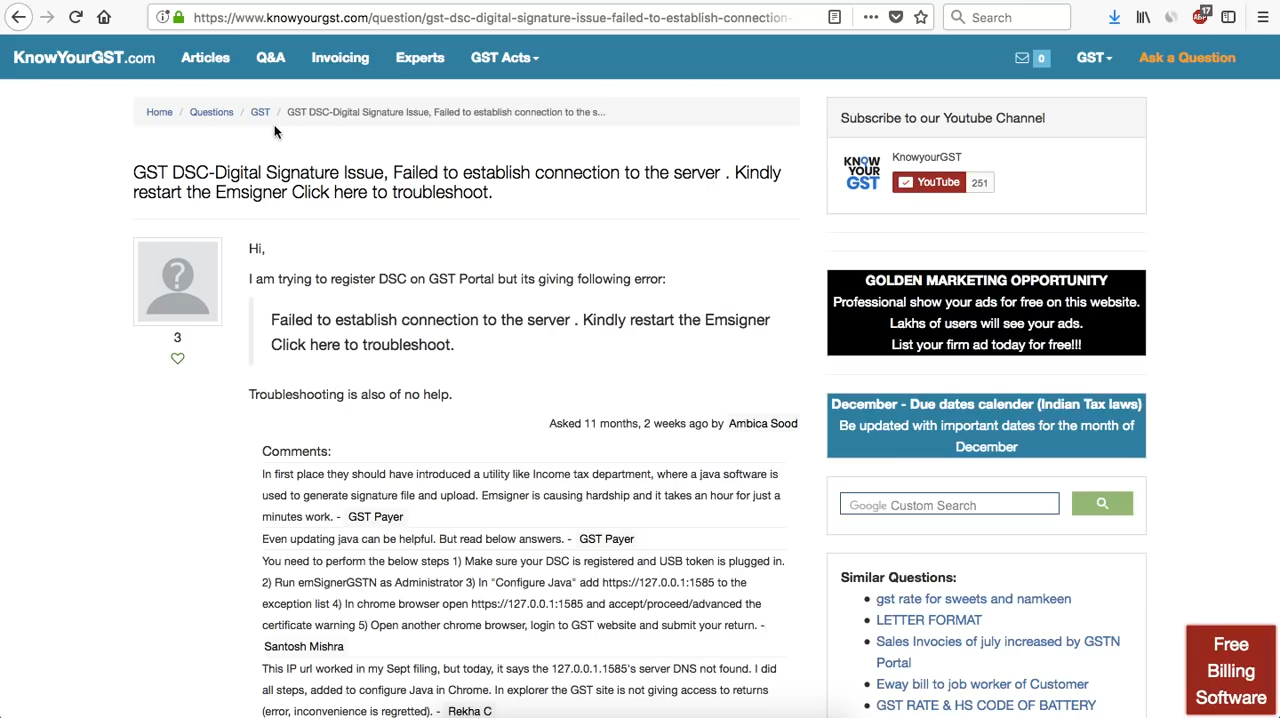 https://www.knowyourgst.com/question/gst-dsc-digital-signature-issue-failed-to-establish-connection-
Search
17
KnowYourGST.com
Articles
Q&A
Invoicing
Experts
GST Acts
0
GST
Ask a Question
Home / Questions / GST / GST DSC-Digital Signature Issue, Failed to establish connection to the s...
GST DSC-Digital Signature Issue, Failed to establish connection to the server . Kindly
restart the Emsigner Click here to troubleshoot.
3
Hi,
I am trying to register DSC on GST Portal but its giving following error:
Failed to establish connection to the server . Kindly restart the Emsigner
Click here to troubleshoot.
Troubleshooting is also of no help.
Asked 11 months, 2 weeks ago by Ambica Sood
Comments:
In first place they should have introduced a utility like Income tax department, where a java software is
used to generate signature file and upload. Emsigner is causing hardship and it takes an hour for just a
minutes work. - GST Payer
Even updating java can be helpful. But read below answers. - GST Payer
You need to perform the below steps 1) Make sure your DSC is registered and USB token is plugged in.
2) Run emSignerGSTN as Administrator 3) In "Configure Java" add https://127.0.0.1:1585 to the
exception list 4) In chrome browser open https://127.0.0.1:1585 and accept/proceed/advanced the
certificate warning 5) Open another chrome browser, login to GST website and submit your return. -
Santosh Mishra
This IP url worked in my Sept filing, but today, it says the 127.0.0.1.1585's server DNS not found. I did
all steps, added to configure Java in Chrome. In explorer the GST site is not giving access to returns
(error, inconvenience is regretted). - Rekha C
Subscribe to our Youtube Channel
KNOW
YOUR
GST
KnowyourGST
YouTube 251
GOLDEN MARKETING OPPORTUNITY
Professional show your ads for free on this website.
Lakhs of users will see your ads.
List your firm ad today for free!!!
December - Due dates calender (Indian Tax laws)
Be updated with important dates for the month of
December
Google Custom Search
Similar Questions:
gst rate for sweets and namkeen
LETTER FORMAT
Sales Invocies of july increased by GSTN
Portal
Eway bill to job worker of Customer
GST RATE & HS CODE OF BATTERY
Free
Billing
Software